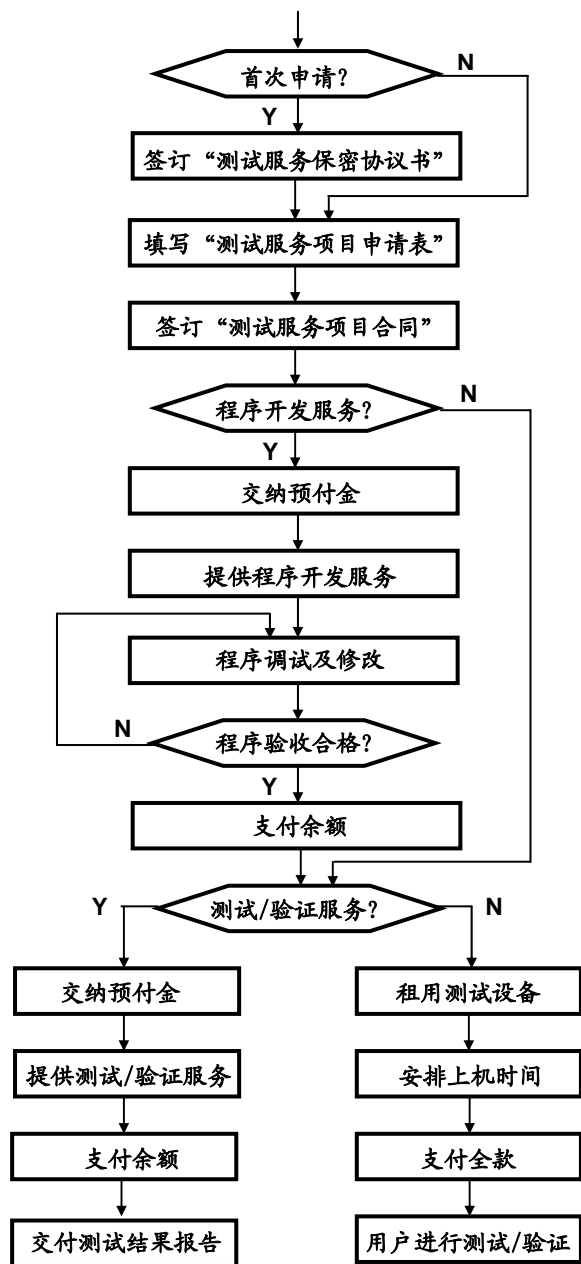 首次申请?
N
Y
签订“测试服务保密协议书”
填写“测试服务项目申请表”
签订“测试服务项目合同”
程序开发服务?
N
Y
交纳预付金
提供程序开发服务
程序调试及修改
N
程序验收合格?
Y
支付余额
Y
测试/验证服务?
N
交纳预付金
租用测试设备
提供测试/验证服务
安排上机时间
支付余额
支付全款
交付测试结果报告
用户进行测试/验证